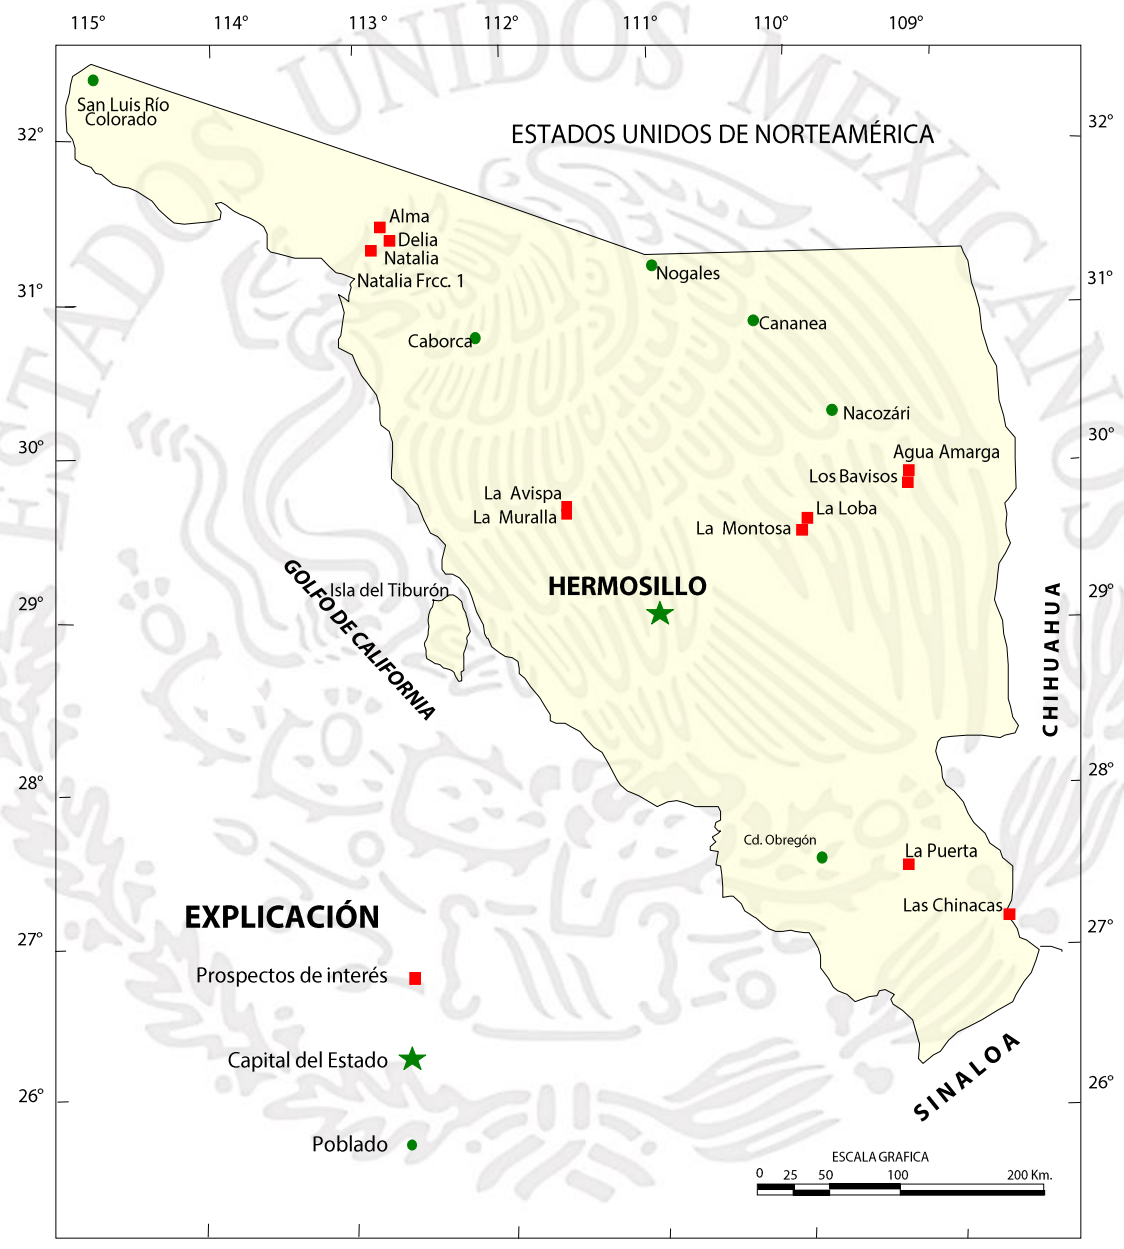 115°
114°
113 °
112°
111°
110°
109°
ESTADOS UNIDOS MEXICANOS
San Luis Río
Colorado
32°
ESTADOS UNIDOS DE NORTEAMÉRICA
32°
Alma
Delia
Natalia
Natalia Frcc. 1
Nogales
31°
31°
Cananea
Caborca
Nacozári
30°
30°
Agua Amarga
Los Bavisos
La Avispa
La Muralla
La Loba
La Montosa
HERMOSILLO
Isla del Tiburón
GOLFO DE CALIFORNIA
29°
29°
CHIHUAHUA
28°
28°
Cd. Obregón
La Puerta
Las Chinacas
EXPLICACIÓN
27°
27°
Prospectos de interés
Capital del Estado
SINALOA
26°
26°
Poblado
ESCALA GRAFICA
0 25 50 100 200 Km.